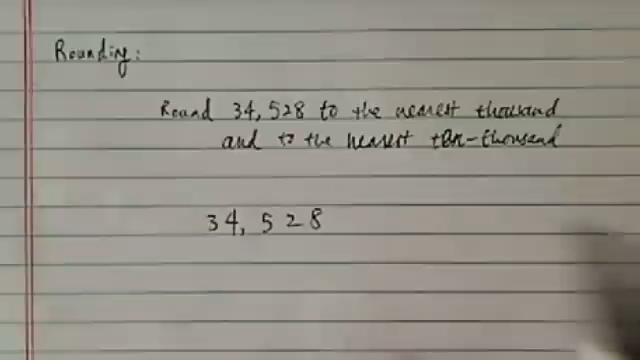 Rounding:
Round 34,528 to the nearest thousand
and to the nearest ten-thousand
34, 528